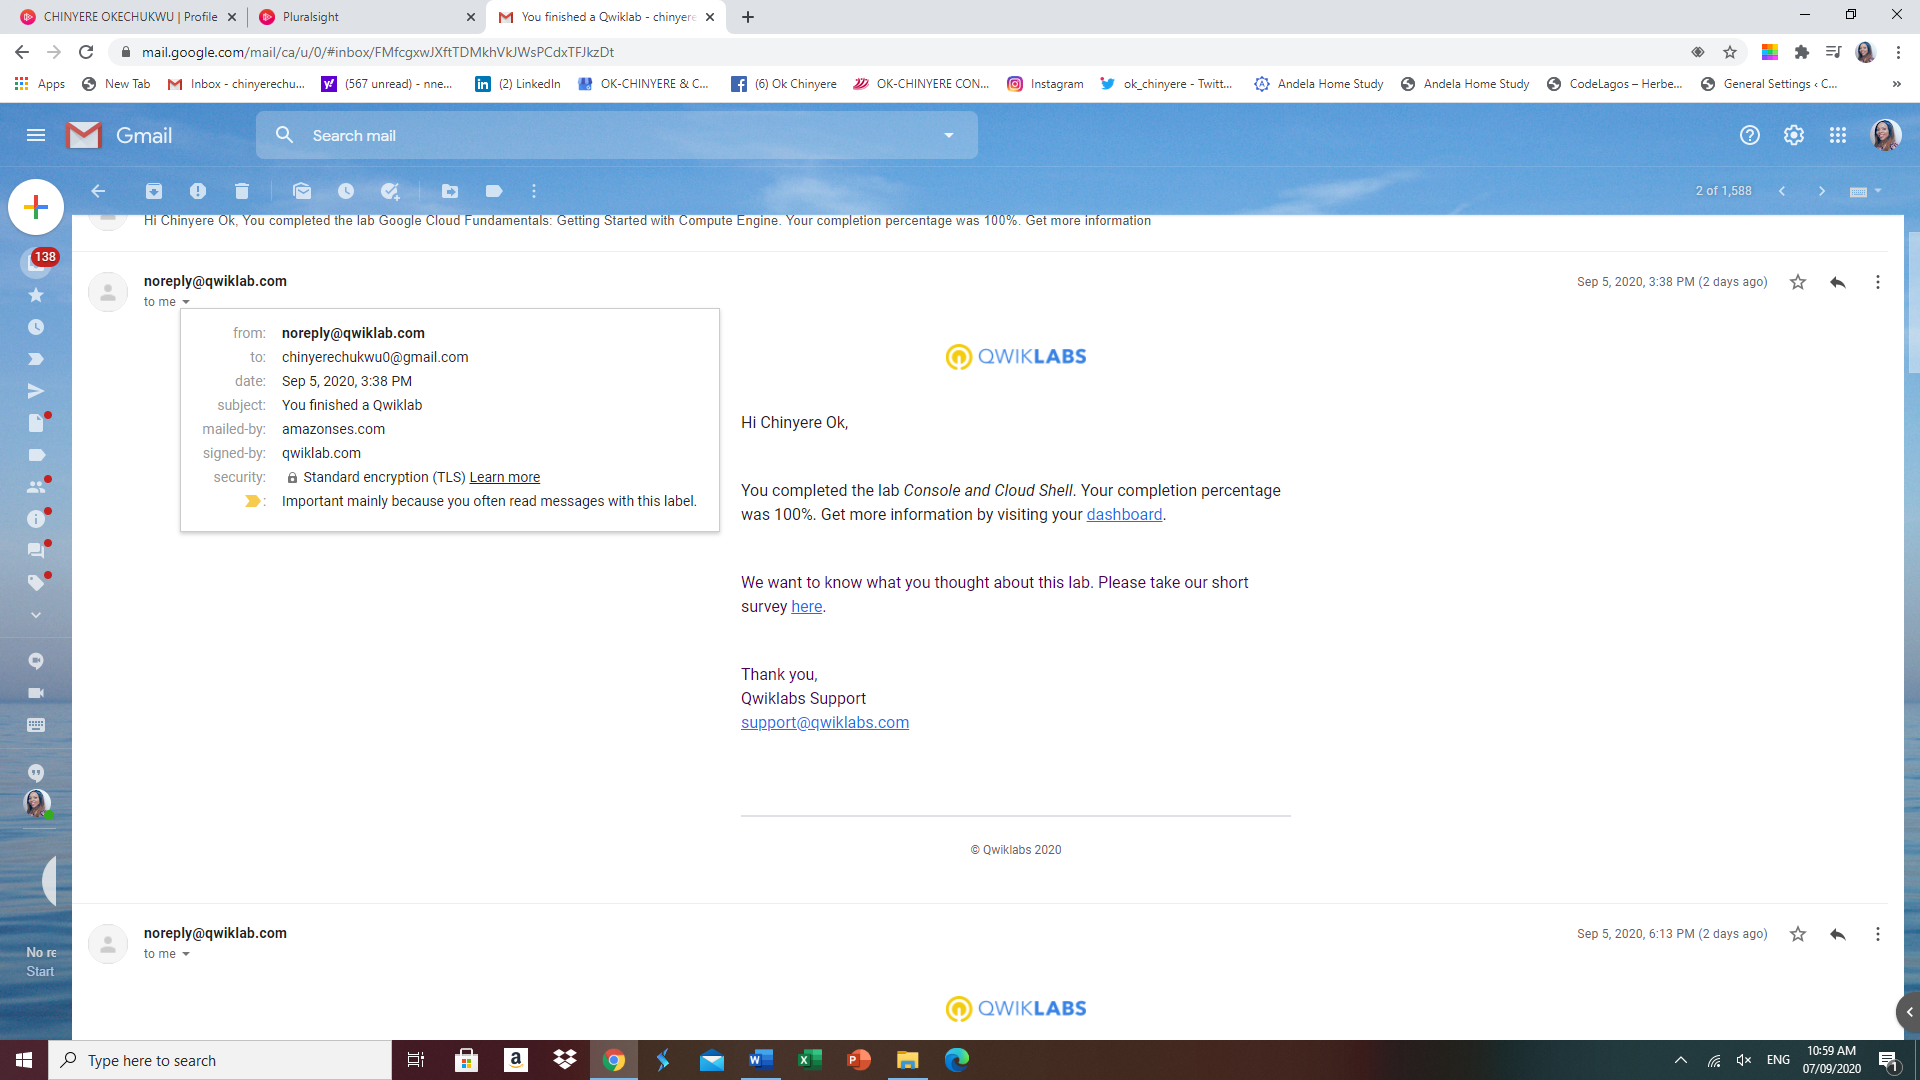 CHINYERE OKECHUKWU | Profile
Pluralsight
You finished a Qwiklab - chinyere
mail.google.com/mail/ca/u/0/#inbox/FMfcgxwJXftTDMkhVkJWsPCdxTFJkzDt
Apps
New Tab
Inbox - chinyerechu...
(567 unread) - nne...
(2) LinkedIn
OK-CHINYERE & C...
(6) Ok Chinyere
OK-CHINYERE CON...
Instagram
ok_chinyere - Twitt...
Andela Home Study
Andela Home Study
CodeLagos – Herbe...
General Settings ‹ C...
»
Gmail
Search mail
2 of 1,588
138
Hi Chinyere Ok, You completed the lab Google Cloud Fundamentals: Getting Started with Compute Engine. Your completion percentage was 100%. Get more information
noreply@qwiklab.com
Sep 5, 2020, 3:38 PM (2 days ago)
to me
from: noreply@qwiklab.com
to: chinyerechukwu0@gmail.com
date: Sep 5, 2020, 3:38 PM
subject: You finished a Qwiklab
mailed-by: amazonses.com
signed-by: qwiklab.com
security: Standard encryption (TLS) Learn more
: Important mainly because you often read messages with this label.
QWIKLABS
Hi Chinyere Ok,
You completed the lab Console and Cloud Shell. Your completion percentage
was 100%. Get more information by visiting your dashboard.
We want to know what you thought about this lab. Please take our short
survey here.
Thank you,
Qwiklabs Support
support@qwiklabs.com
© Qwiklabs 2020
noreply@qwiklab.com
Sep 5, 2020, 6:13 PM (2 days ago)
to me
No re
Start
QWIKLABS
Type here to search
ENG
10:59 AM
07/09/2020
1